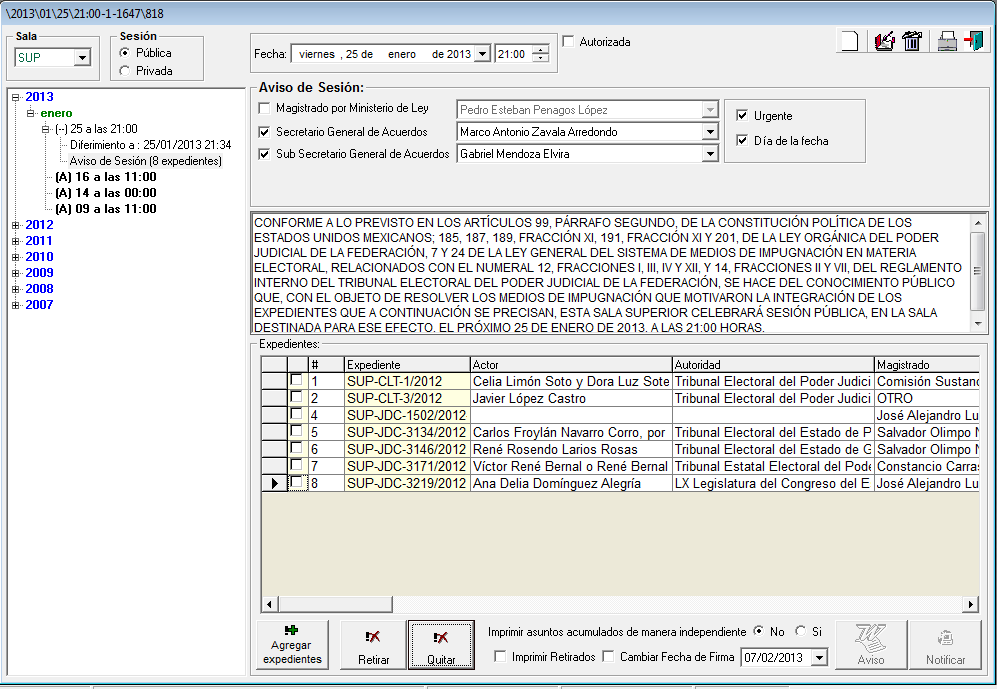 \2013\01\25\21:00-1-1647\818
Sala
SUP
Sesión
Pública
Privada
Fecha: viernes , 25 de enero de 2013 21:00
Autorizada
2013
enero
(--) 25 a las 21:00
Diferimiento a : 25/01/2013 21:34
Aviso de Sesión (8 expedientes)
(A) 16 a las 11:00
(A) 14 a las 00:00
(A) 09 a las 11:00
2012
2011
2010
2009
2008
2007
Aviso de Sesión:
Magistrado por Ministerio de Ley Pedro Esteban Penagos López
Secretario General de Acuerdos Marco Antonio Zavala Arredondo
Sub Secretario General de Acuerdos Gabriel Mendoza Elvira
Urgente
Día de la fecha
CONFORME A LO PREVISTO EN LOS ARTÍCULOS 99, PÁRRAFO SEGUNDO, DE LA CONSTITUCIÓN POLÍTICA DE LOS
ESTADOS UNIDOS MEXICANOS; 185, 187, 189, FRACCIÓN XI, 191, FRACCIÓN XI Y 201, DE LA LEY ORGÁNICA DEL PODER
JUDICIAL DE LA FEDERACIÓN, 7 Y 24 DE LA LEY GENERAL DEL SISTEMA DE MEDIOS DE IMPUGNACIÓN EN MATERIA
ELECTORAL, RELACIONADOS CON EL NUMERAL 12, FRACCIONES I, III, IV Y XII, Y 14, FRACCIONES II Y VII, DEL REGLAMENTO
INTERNO DEL TRIBUNAL ELECTORAL DEL PODER JUDICIAL DE LA FEDERACIÓN, SE HACE DEL CONOCIMIENTO PÚBLICO
QUE, CON EL OBJETO DE RESOLVER LOS MEDIOS DE IMPUGNACIÓN QUE MOTIVARON LA INTEGRACIÓN DE LOS
EXPEDIENTES QUE A CONTINUACIÓN SE PRECISAN, ESTA SALA SUPERIOR CELEBRARÁ SESIÓN PÚBLICA, EN LA SALA
DESTINADA PARA ESE EFECTO. EL PRÓXIMO 25 DE ENERO DE 2013. A LAS 21:00 HORAS.
Expedientes:
# Expediente Actor Autoridad Magistrado
1 SUP-CLT-1/2012 Celia Limón Soto y Dora Luz Sote Tribunal Electoral del Poder Judici Comisión Sustanc
2 SUP-CLT-3/2012 Javier López Castro Tribunal Electoral del Poder Judici OTRO
4 SUP-JDC-1502/2012 José Alejandro Lu
5 SUP-JDC-3134/2012 Carlos Froylán Navarro Corro, por Tribunal Electoral del Estado de P Salvador Olimpo N
6 SUP-JDC-3146/2012 René Rosendo Larios Rosas Tribunal Electoral del Estado de G Salvador Olimpo N
7 SUP-JDC-3171/2012 Víctor René Bernal o René Bernal Tribunal Estatal Electoral del Pode Constancio Carras
8 SUP-JDC-3219/2012 Ana Delia Domínguez Alegría LX Legislatura del Congreso del E José Alejandro Lu
Agregar
expedientes
Retirar
Quitar
Imprimir asuntos acumulados de manera independiente No Si
Imprimir Retirados Cambiar Fecha de Firma 07/02/2013
Aviso
Notificar